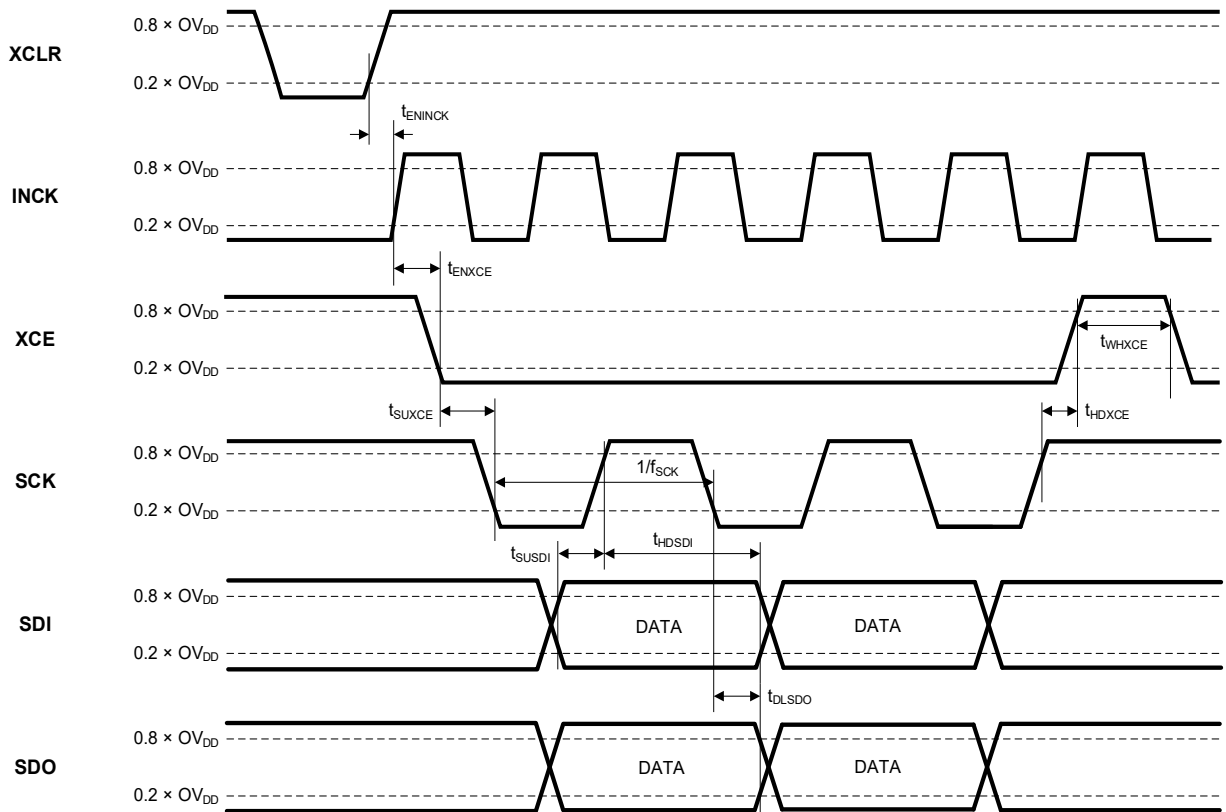 0.8 × OVDD
XCLR
0.2 × OVDD
tENINCK
0.8 × OVDD
INCK
0.2 × OVDD
tENXCE
0.8 × OVDD
XCE
tWHXCE
0.2 × OVDD
tSUXCE
tHDXCE
0.8 × OVDD
1/fSCK
SCK
0.2 × OVDD
tSUSDI
tHDSDI
0.8 × OVDD
SDI
DATA
DATA
0.2 × OVDD
tDLSDO
0.8 × OVDD
SDO
DATA
DATA
0.2 × OVDD